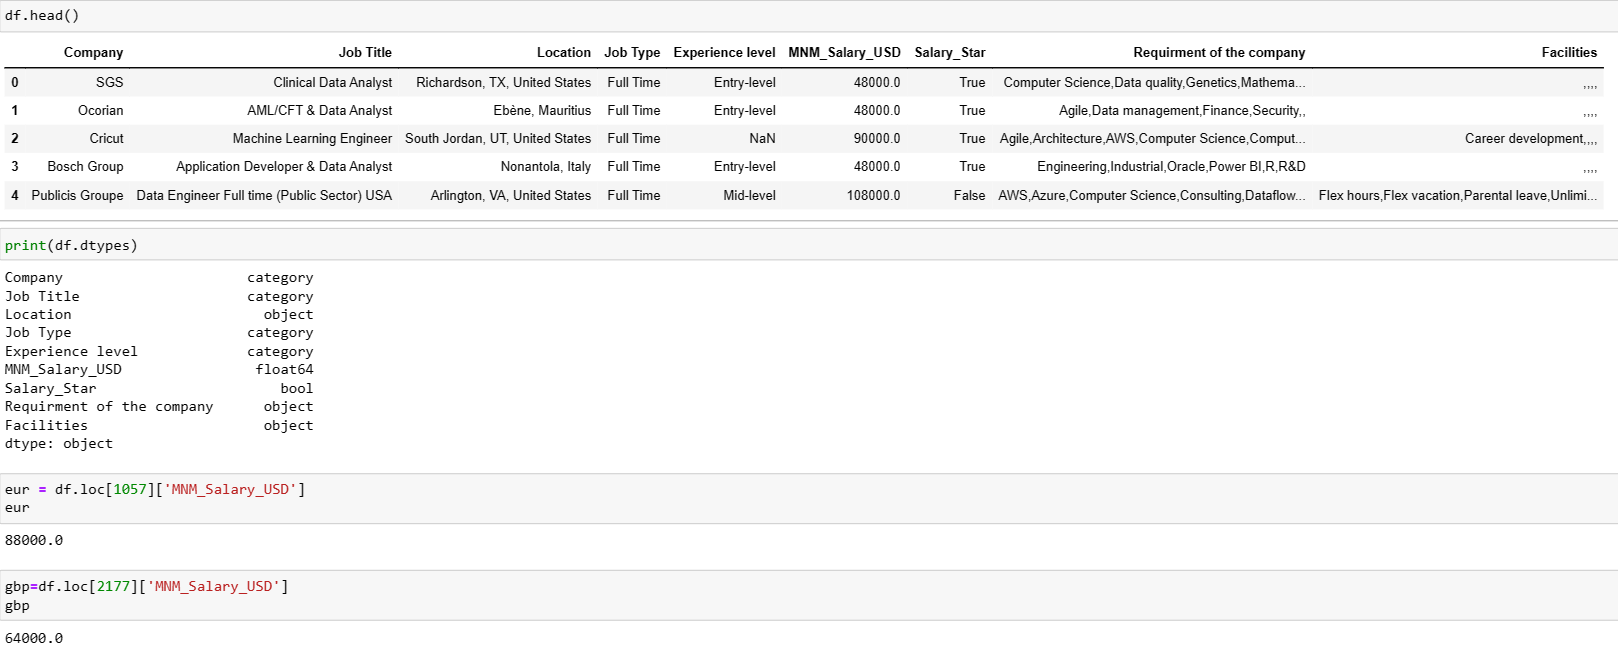 df.head()
Company Job Title Location Job Type Experience level MNM_Salary_USD Salary_Star Requirment of the company Facilities
0 SGS Clinical Data Analyst Richardson, TX, United States Full Time Entry-level 48000.0 True Computer Science,Data quality,Genetics,Mathema... ,,,,
1 Ocorian AML/CFT & Data Analyst Ebène, Mauritius Full Time Entry-level 48000.0 True Agile,Data management,Finance,Security,, ,,,,
2 Cricut Machine Learning Engineer South Jordan, UT, United States Full Time NaN 90000.0 True Agile,Architecture,AWS,Computer Science,Comput... Career development,,,,
3 Bosch Group Application Developer & Data Analyst Nonantola, Italy Full Time Entry-level 48000.0 True Engineering,Industrial,Oracle,Power BI,R,R&D ,,,,
4 Publicis Groupe Data Engineer Full time (Public Sector) USA Arlington, VA, United States Full Time Mid-level 108000.0 False AWS,Azure,Computer Science,Consulting,Dataflow... Flex hours,Flex vacation,Parental leave,Unlimi...
print(df.dtypes)
Company category
Job Title category
Location object
Job Type category
Experience level category
MNM_Salary_USD float64
Salary_Star bool
Requirment of the company object
Facilities object
dtype: object
eur = df.loc[1057]['MNM_Salary_USD']
eur
88000.0
gbp=df.loc[2177]['MNM_Salary_USD']
gbp
64000.0